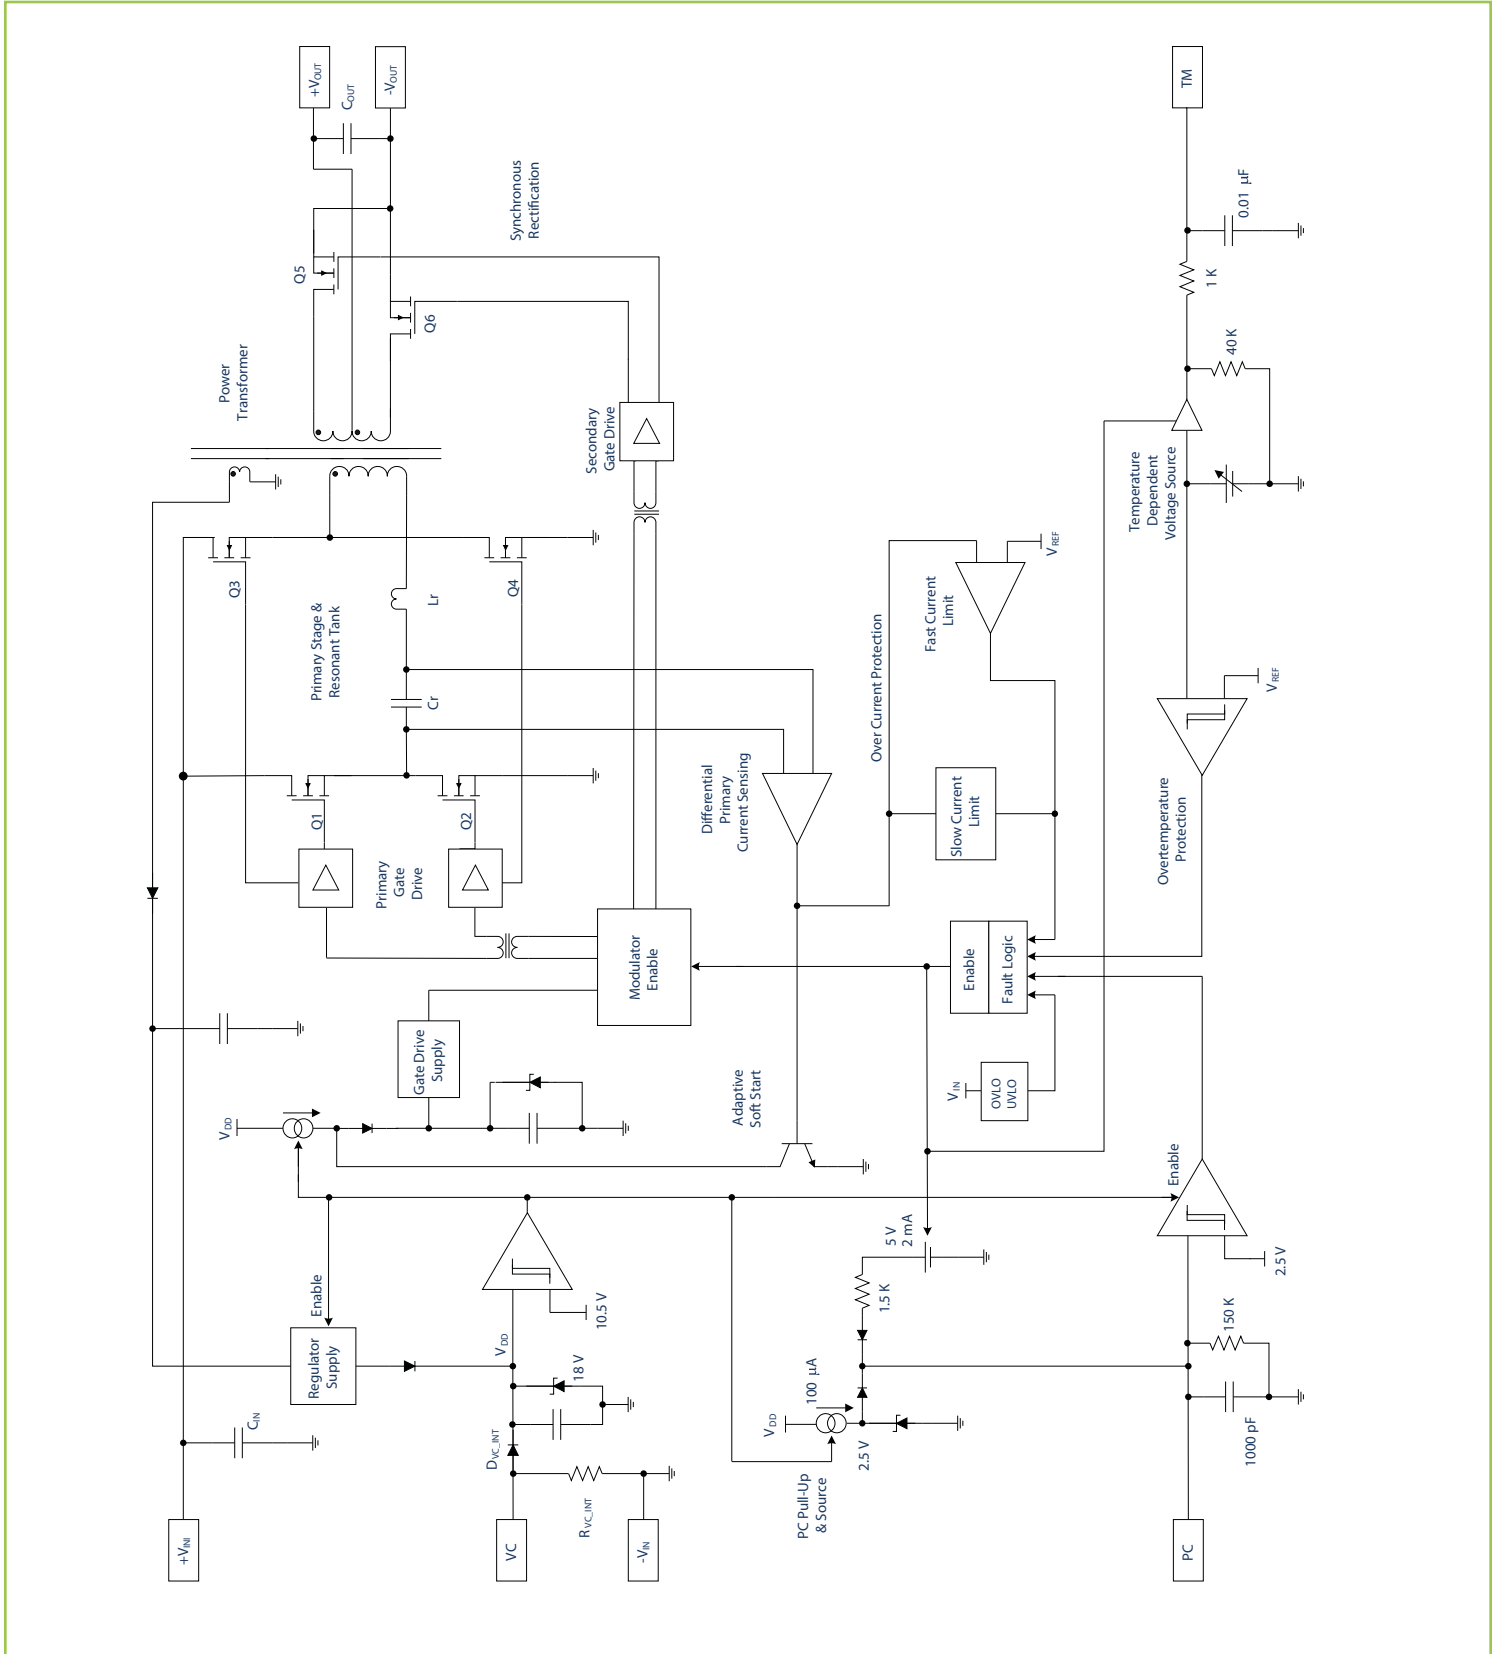 +VOUT
COUT
-VOUT
TM
Synchronous
Rectification
0.01 µF
Q5
1 K
Q6
40 K
Power
Transformer
Secondary
Gate Drive
Temperature
Dependent
Voltage Source
VREF
Q3
Q4
Primary Stage &
Resonant Tank
Lr
Cr
Fast Current
Limit
Over Current Protection
VREF
Differential
Primary
Current Sensing
Slow Current
Limit
Overtemperature
Protection
Q1
Q2
Primary
Gate
Drive
Modulator
Enable
Enable
Fault Logic
Gate Drive
Supply
VDD
Adaptive
Soft Start
VIN
OVLO
UVLO
Enable
5 V
2 mA
2.5 V
Enable
10.5 V
Regulator
Supply
VDD
18 V
1.5 K
150 K
100 µA
VDD
2.5 V
CIN
DVC_INT
RVC_INT
PC Pull-Up
& Source
1000 pF
+VINI
VC
-VIN
PC